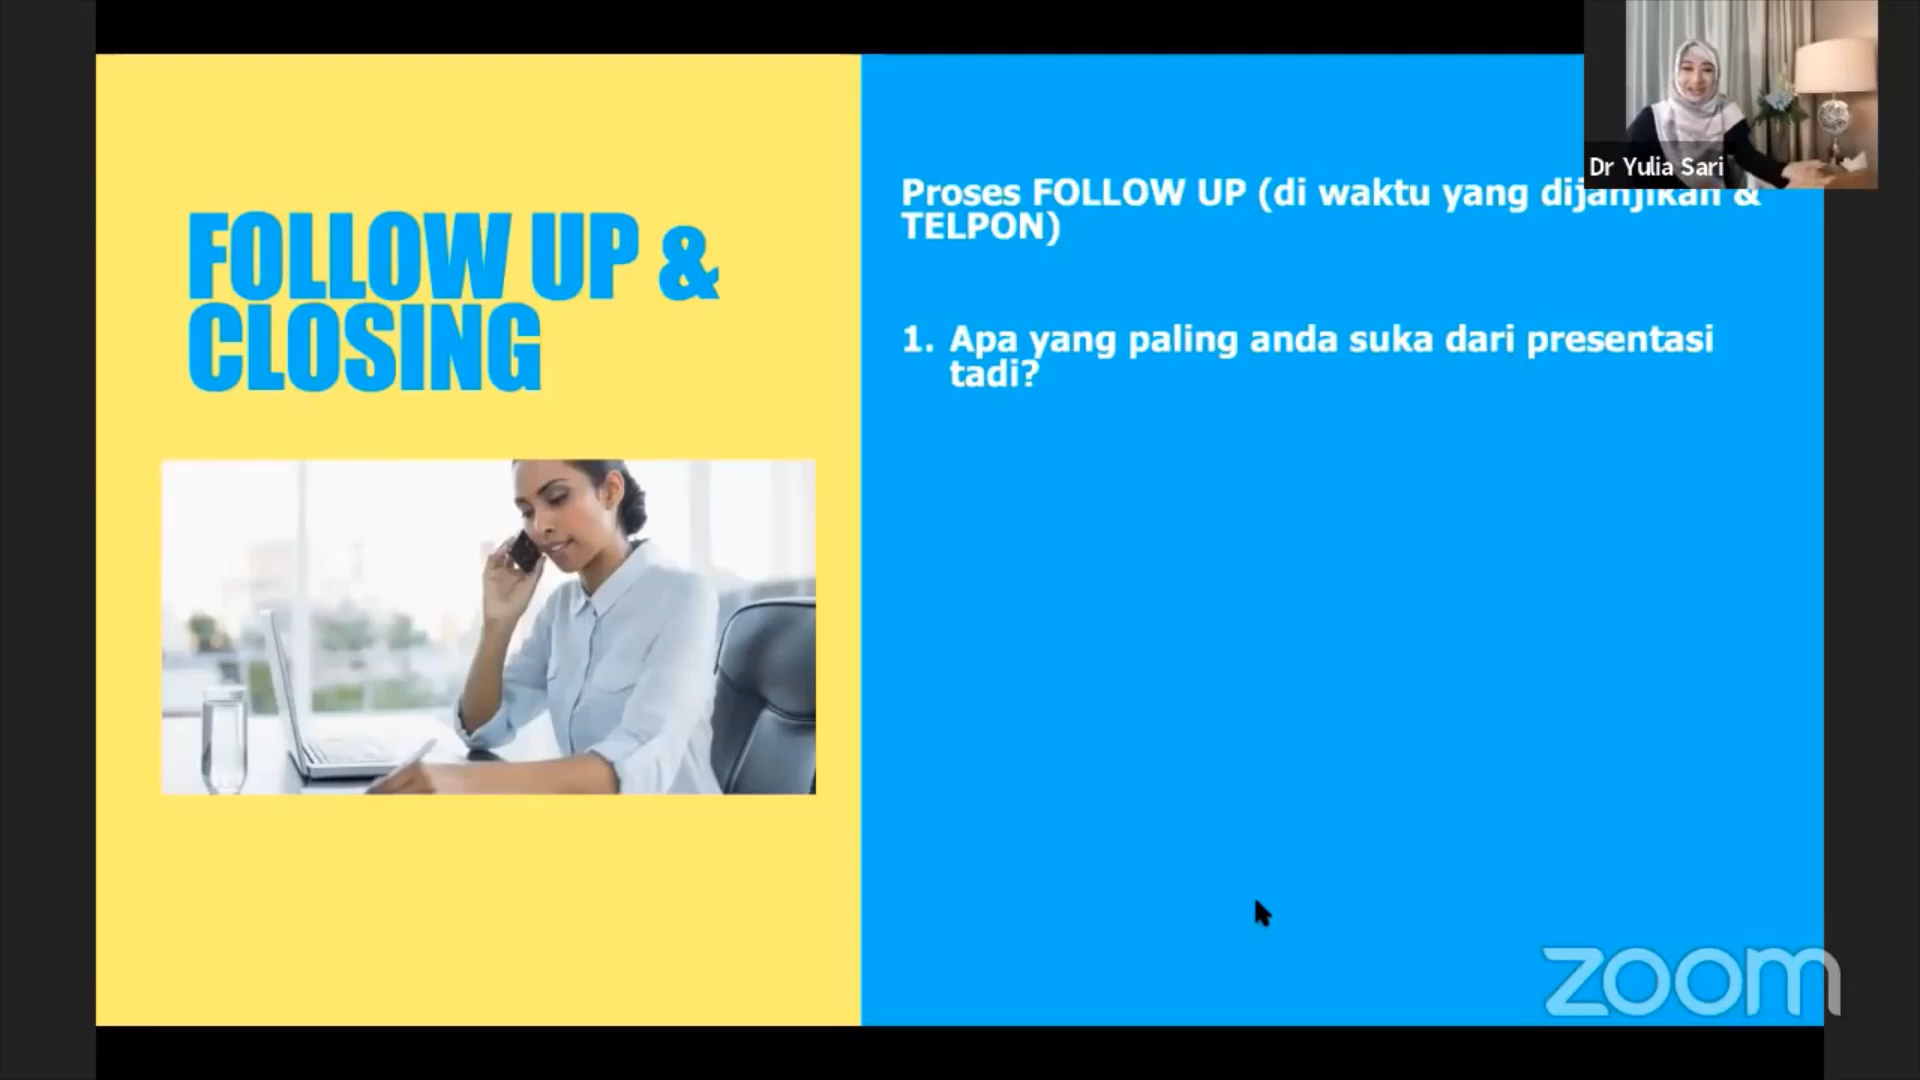 FOLLOW UP &
CLOSING
Proses FOLLOW UP (di waktu yang dijanjikan &
TELPON)
1. Apa yang paling anda suka dari presentasi
tadi?
Dr Yulia Sari
zoom